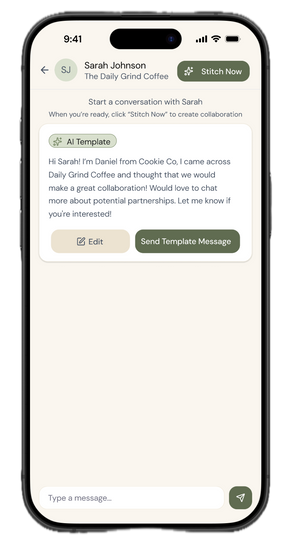 9:41
SJ
Sarah Johnson
The Daily Grind Coffee
Stitch Now
Start a conversation with Sarah
When you're ready, click "Stitch Now" to create collaboration
AI Template
Hi Sarah! I'm Daniel from Cookie Co, I came across
Daily Grind Coffee and thought that we would
make a great collaboration! Would love to chat
more about potential partnerships. Let me know if
you're interested!
Edit
Send Template Message
Type a message...